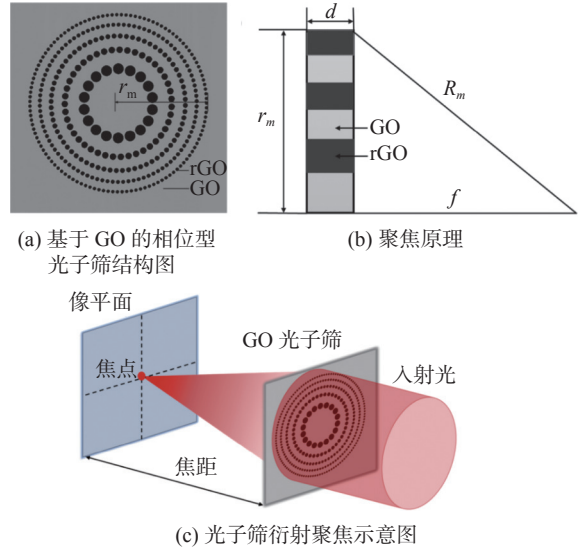 r_m
rGO
GO
(a) 基于 GO 的相位型
光子筛结构图
d
r_m
R_m
GO
rGO
f
(b) 聚焦原理
像平面
焦点
GO 光子筛
入射光
焦距
(c) 光子筛衍射聚焦示意图